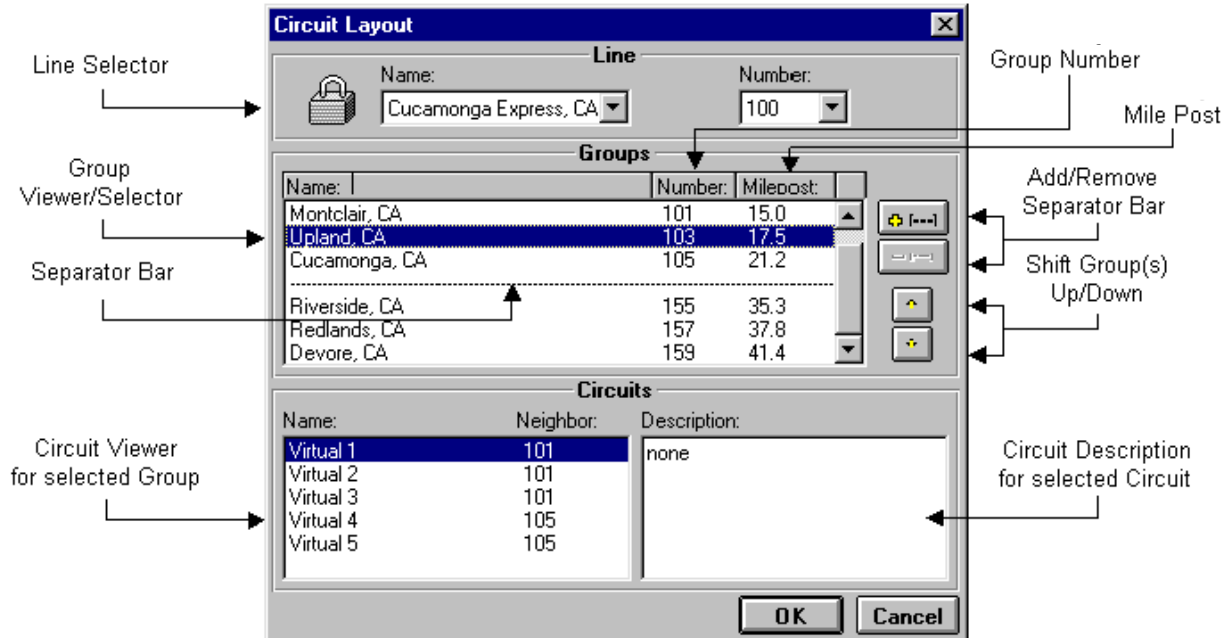 Circuit Layout
Line Selector
Line
Name:
Number:
Cucamonga Express, CA
100
Group Number
Mile Post
Group
Viewer/Selector
Groups
Name: Number: Milepost:
Montclair, CA 101 15.0
Upland, CA 103 17.5
Cucamonga, CA 105 21.2
Riverside, CA 155 35.3
Redlands, CA 157 37.8
Devore, CA 159 41.4
Separator Bar
Add/Remove
Separator Bar
Shift Group(s)
Up/Down
Circuits
Name: Neighbor: Description:
Virtual 1 101
Virtual 2 101
Virtual 3 101
Virtual 4 105
Virtual 5 105
none
Circuit Viewer
for selected Group
Circuit Description
for selected Circuit
OK
Cancel